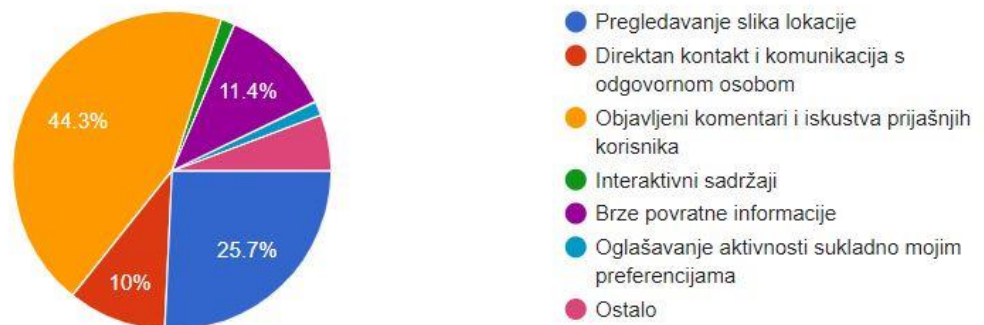 44.3%
11.4%
10%
25.7%
Pregledavanje slika lokacije
Direktan kontakt i komunikacija s
odgovornom osobom
Objavljeni komentari i iskustva prijašnjih
korisnika
Interaktivni sadržaji
Brze povratne informacije
Oglašavanje aktivnosti sukladno mojim
preferencijama
Ostalo